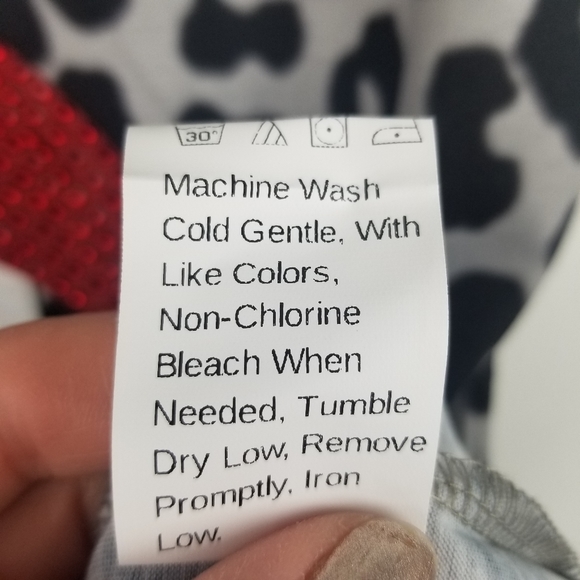 30°
Machine Wash
Cold Gentle, With
Like Colors,
Non-Chlorine
Bleach When
Needed, Tumble
Dry Low, Remove
Promptly. Iron
Low.